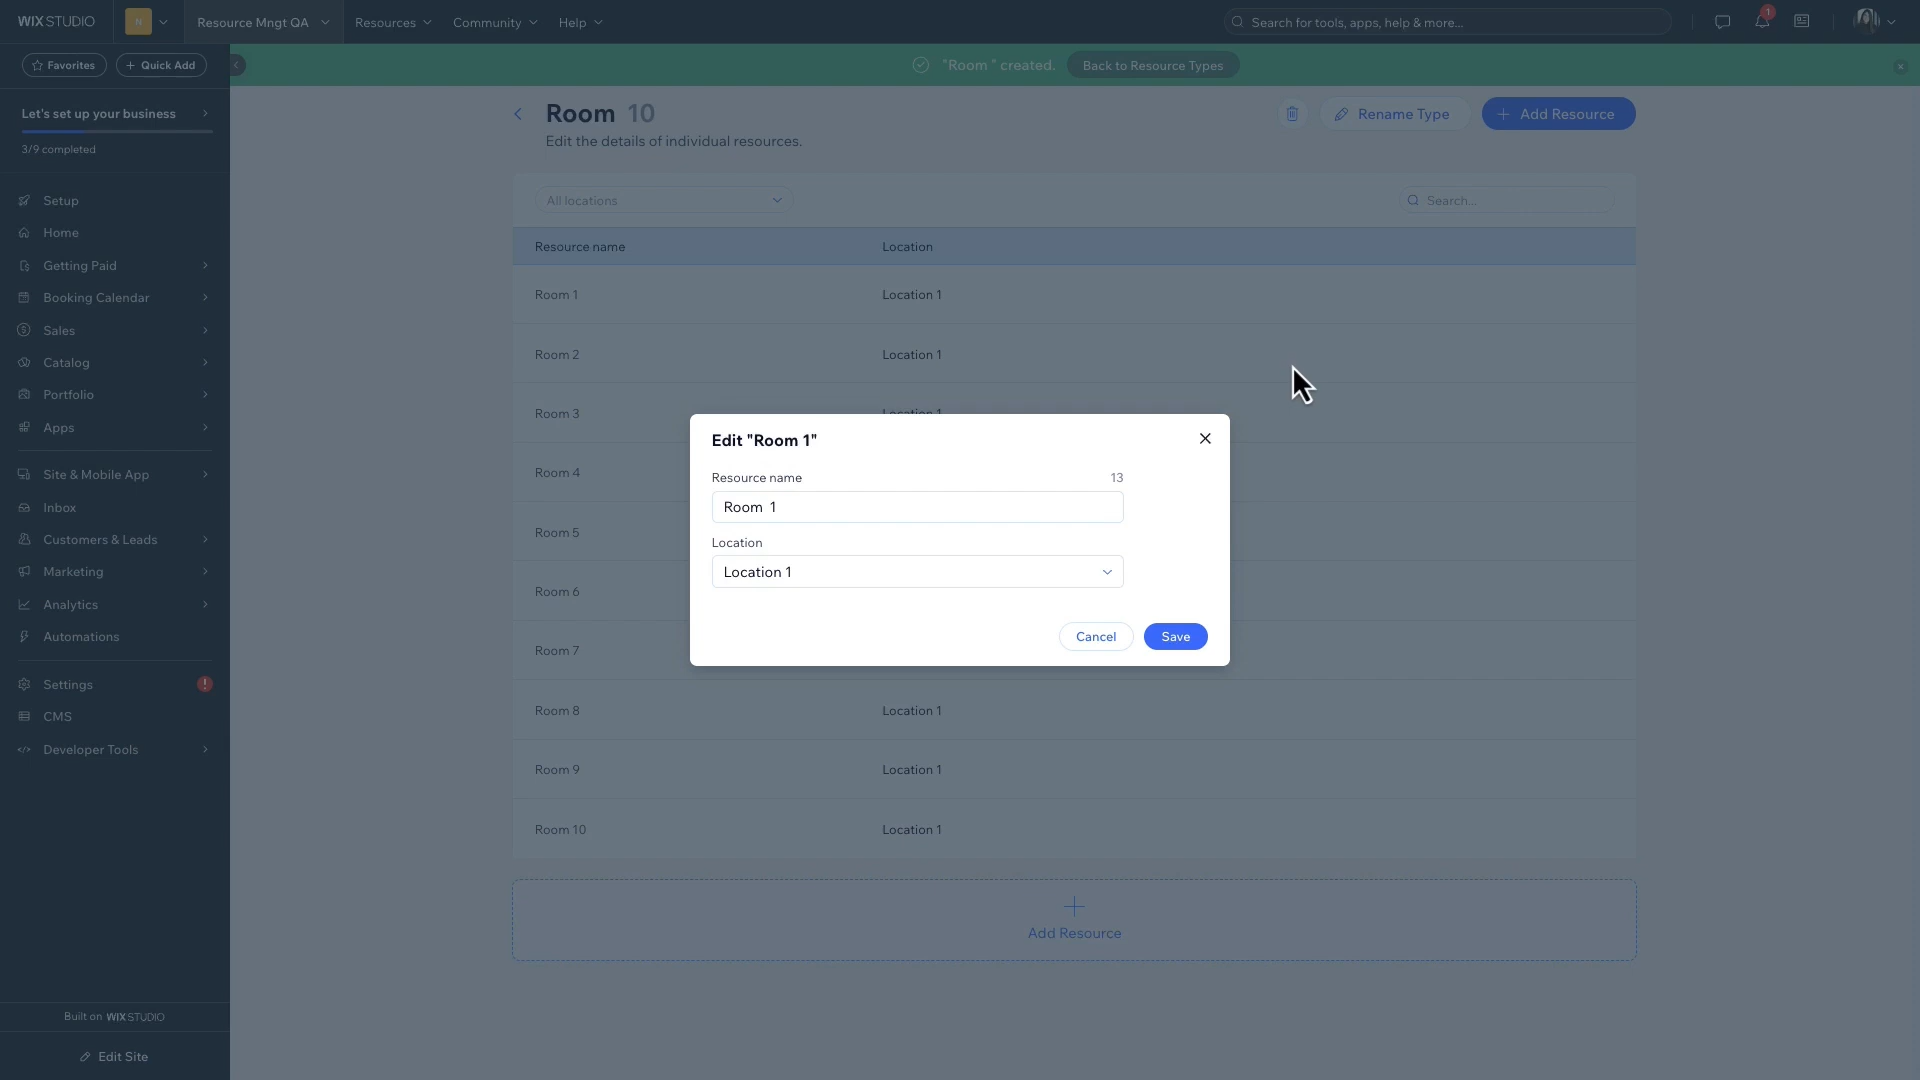 WIX STUDIO
N
Resource Mngt QA
Resources
Community
Help
Search for tools, apps, help & more...
1
Favorites
+ Quick Add
"Room " created.
Back to Resource Types
Let's set up your business
3/9 completed
Room 10
Edit the details of individual resources.
Rename Type
+ Add Resource
All locations
Search...
Setup
Home
Getting Paid
Booking Calendar
Sales
Catalog
Portfolio
Apps
Site & Mobile App
Inbox
Customers & Leads
Marketing
Analytics
Automations
Settings
!
CMS
Developer Tools
Built on WIX STUDIO
Edit Site
Resource name Location
Room 1 Location 1
Room 2 Location 1
Room 3 Location 1
Room 4
Room 5
Room 6
Room 7
Room 8 Location 1
Room 9 Location 1
Room 10 Location 1
Add Resource
Edit "Room 1"
Resource name 13
Room  1
Location
Location 1
Cancel
Save